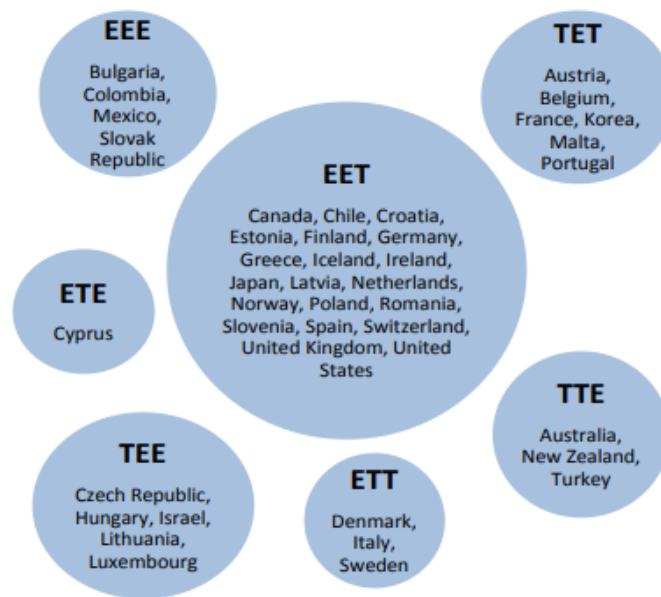 EEE
Bulgaria,
Colombia,
Mexico,
Slovak
Republic
TET
Austria,
Belgium,
France, Korea,
Malta,
Portugal
EET
Canada, Chile, Croatia,
Estonia, Finland, Germany,
Greece, Iceland, Ireland,
Japan, Latvia, Netherlands,
Norway, Poland, Romania,
Slovenia, Spain, Switzerland,
United Kingdom, United
States
ETE
Cyprus
TTE
Australia,
New Zealand,
Turkey
TEE
Czech Republic,
Hungary, Israel,
Lithuania,
Luxembourg
ETT
Denmark,
Italy,
Sweden